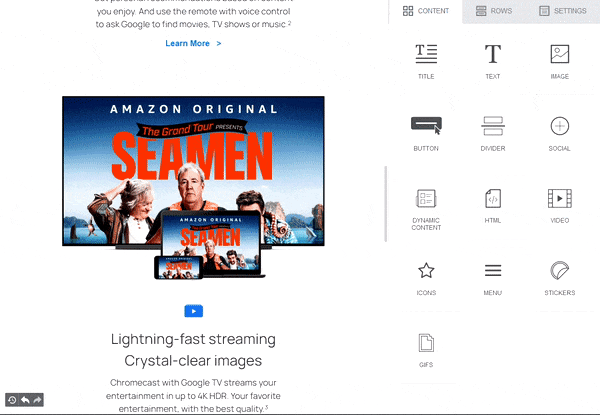 you enjoy. And use the remote with voice control
to ask Google to find movies, TV shows or music.²
Learn More >
AMAZON ORIGINAL
The Grand Tour PRESENTS
SEAMEN
AMAZON ORIGINAL
SEAMEN
Lightning-fast streaming
Crystal-clear images
Chromecast with Google TV streams your
entertainment in up to 4K HDR. Your favorite
entertainment, with the best quality.³
CONTENT
ROWS
SETTINGS
TITLE
TEXT
IMAGE
BUTTON
DIVIDER
SOCIAL
DYNAMIC
CONTENT
HTML
VIDEO
ICONS
MENU
STICKERS
GIFS